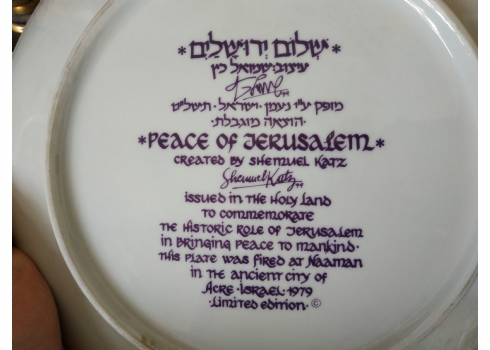 *שלום ירושלים*
עיצוב·שמואל כץ
מופק ע"י נעמן·ישראל·תשל"ט
·הוצאה מוגבלת·
*PEACE OF JERUSALEM*
CREATED BY SHEMUEL KATZ
Shemuel Katz
ISSUED IN THE HOLY LAND
TO COMMEMORATE
THE HISTORIC ROLE OF JERUSALEM
IN BRINGING PEACE TO MANKIND·
THIS PLATE WAS FIRED AT NAAMAN
IN THE ANCIENT CITY OF
ACRE·ISRAEL·1979
·LIMITED EDITION·©